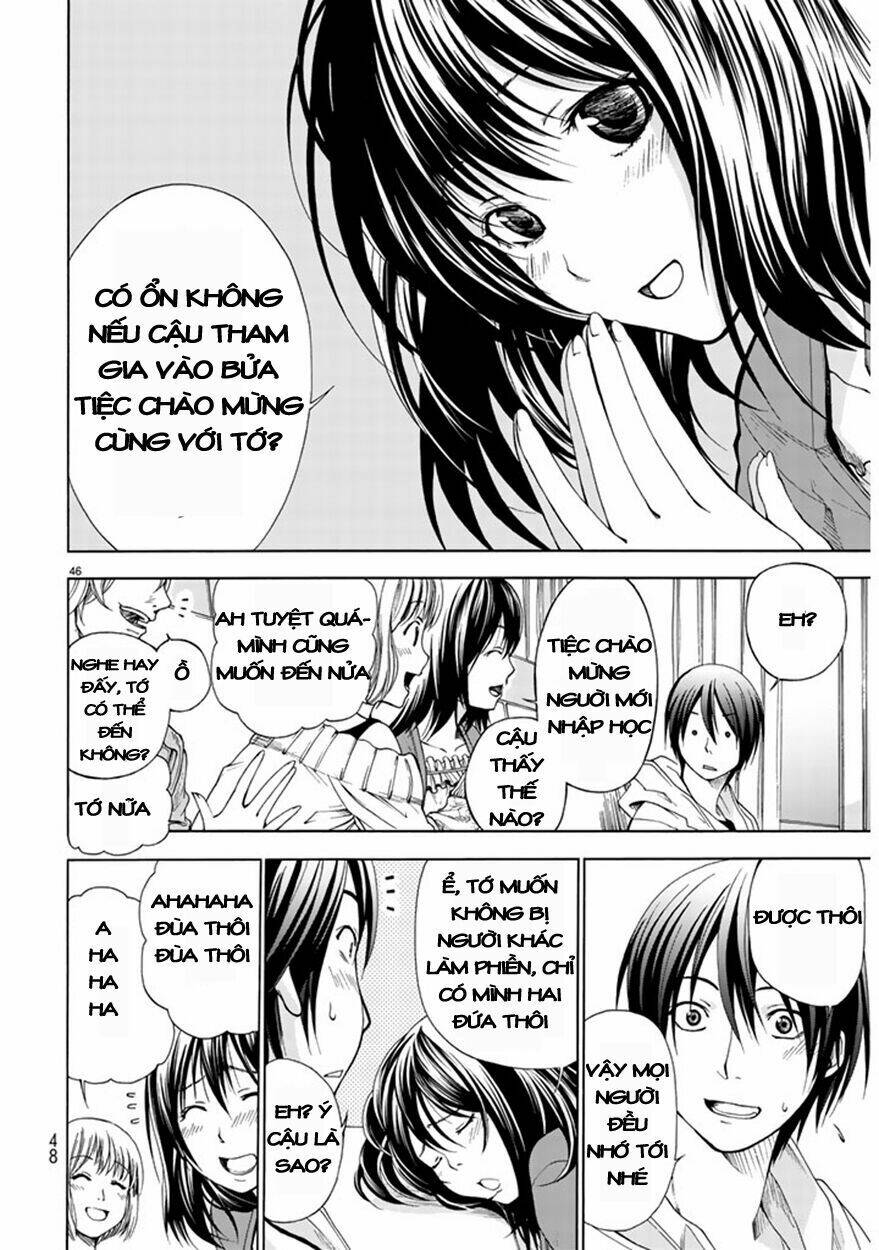 CÓ ỔN KHÔNG
NẾU CẬU THAM
GIA VÀO BỬA
TIỆC CHÀO MỪNG
CÙNG VỚI TỚ?
46
EH?
TIỆC CHÀO
MỪNG
NGƯỜI MỚI
NHẬP HỌC
CẬU
THẤY
THẾ
NÀO?
AH TUYỆT QUÁ-
MÌNH CŨNG
MUỐN ĐẾN NỬA
Ồ
NGHE HAY
ĐẤY, TỚ
CÓ THỂ
ĐẾN
KHÔNG?
TỚ NỮA
ĐƯỢC THÔI
VẬY MỌI
NGƯỜI
ĐỀU
NHỚ TỚI
NHÉ
Ể, TỚ MUỐN
KHÔNG BỊ
NGƯỜI KHÁC
LÀM PHIỀN, CHỈ
CÓ MÌNH HAI
ĐỨA THÔI
EH? Ý
CẬU LÀ
SAO?
AHAHAHA
ĐÙA THÔI
ĐÙA THÔI
A
HA
HA
HA
48